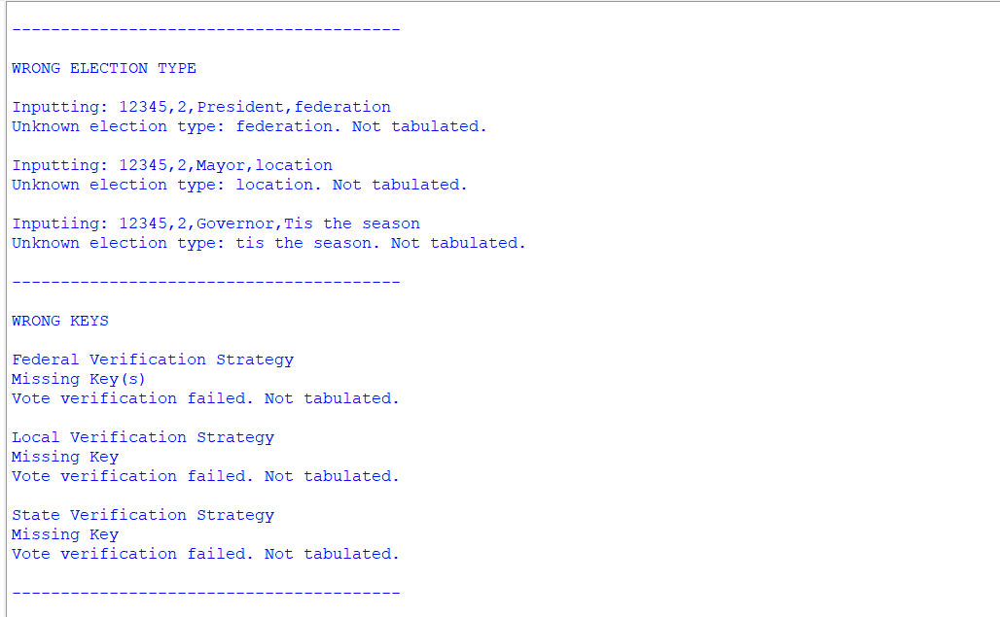 ----------------------------------------
WRONG ELECTION TYPE
Inputting: 12345,2,President,federation
Unknown election type: federation. Not tabulated.
Inputting: 12345,2,Mayor,location
Unknown election type: location. Not tabulated.
Inputiing: 12345,2,Governor,Tis the season
Unknown election type: tis the season. Not tabulated.
----------------------------------------
WRONG KEYS
Federal Verification Strategy
Missing Key(s)
Vote verification failed. Not tabulated.
Local Verification Strategy
Missing Key
Vote verification failed. Not tabulated.
State Verification Strategy
Missing Key
Vote verification failed. Not tabulated.
----------------------------------------